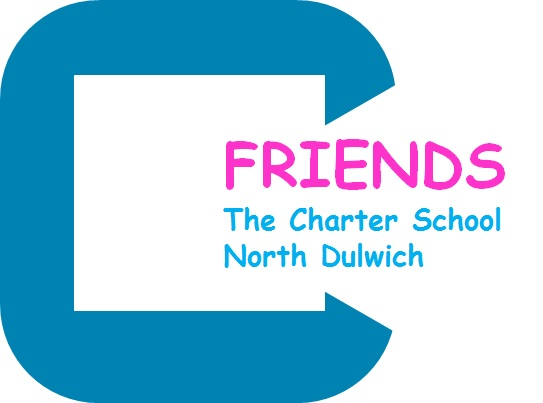 FRIENDS
The Charter School
North Dulwich